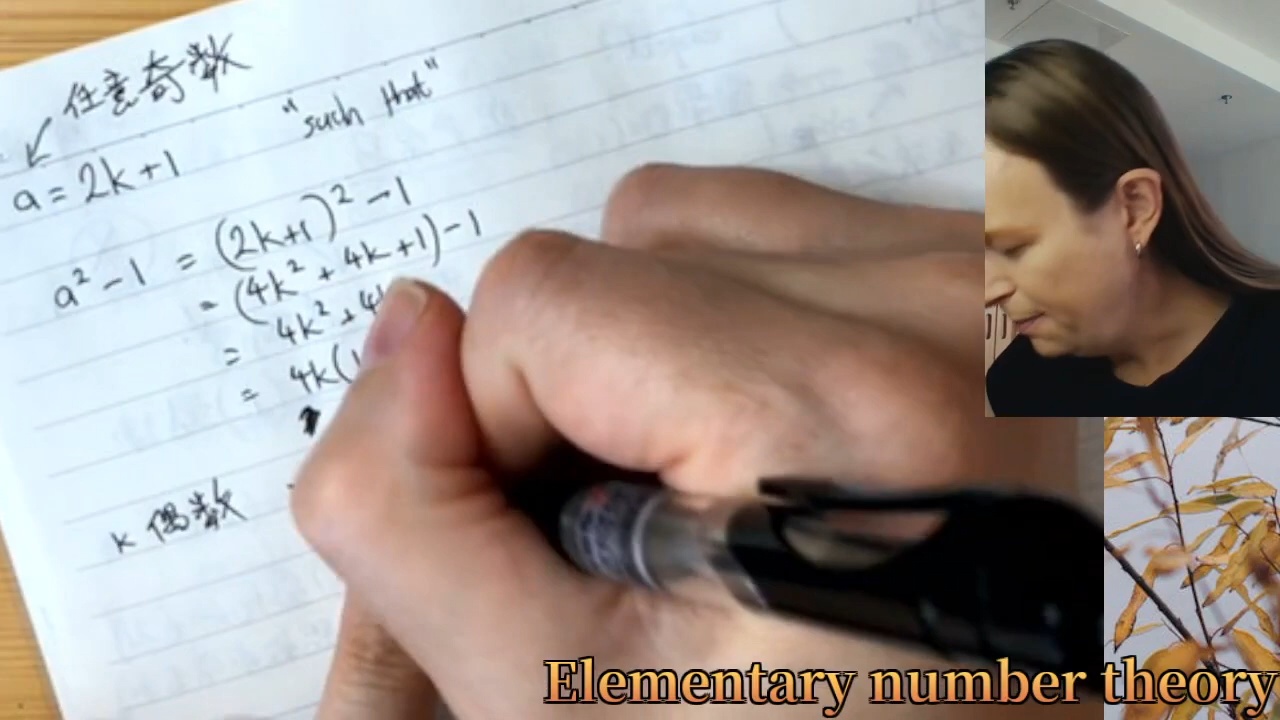 任意奇数
"such that"
a = 2k+1
a² - 1 = (2k+1)² - 1
= (4k² + 4k + 1) - 1
= 4k² + 4k
= 4k(
k 偶数
Elementary number theory